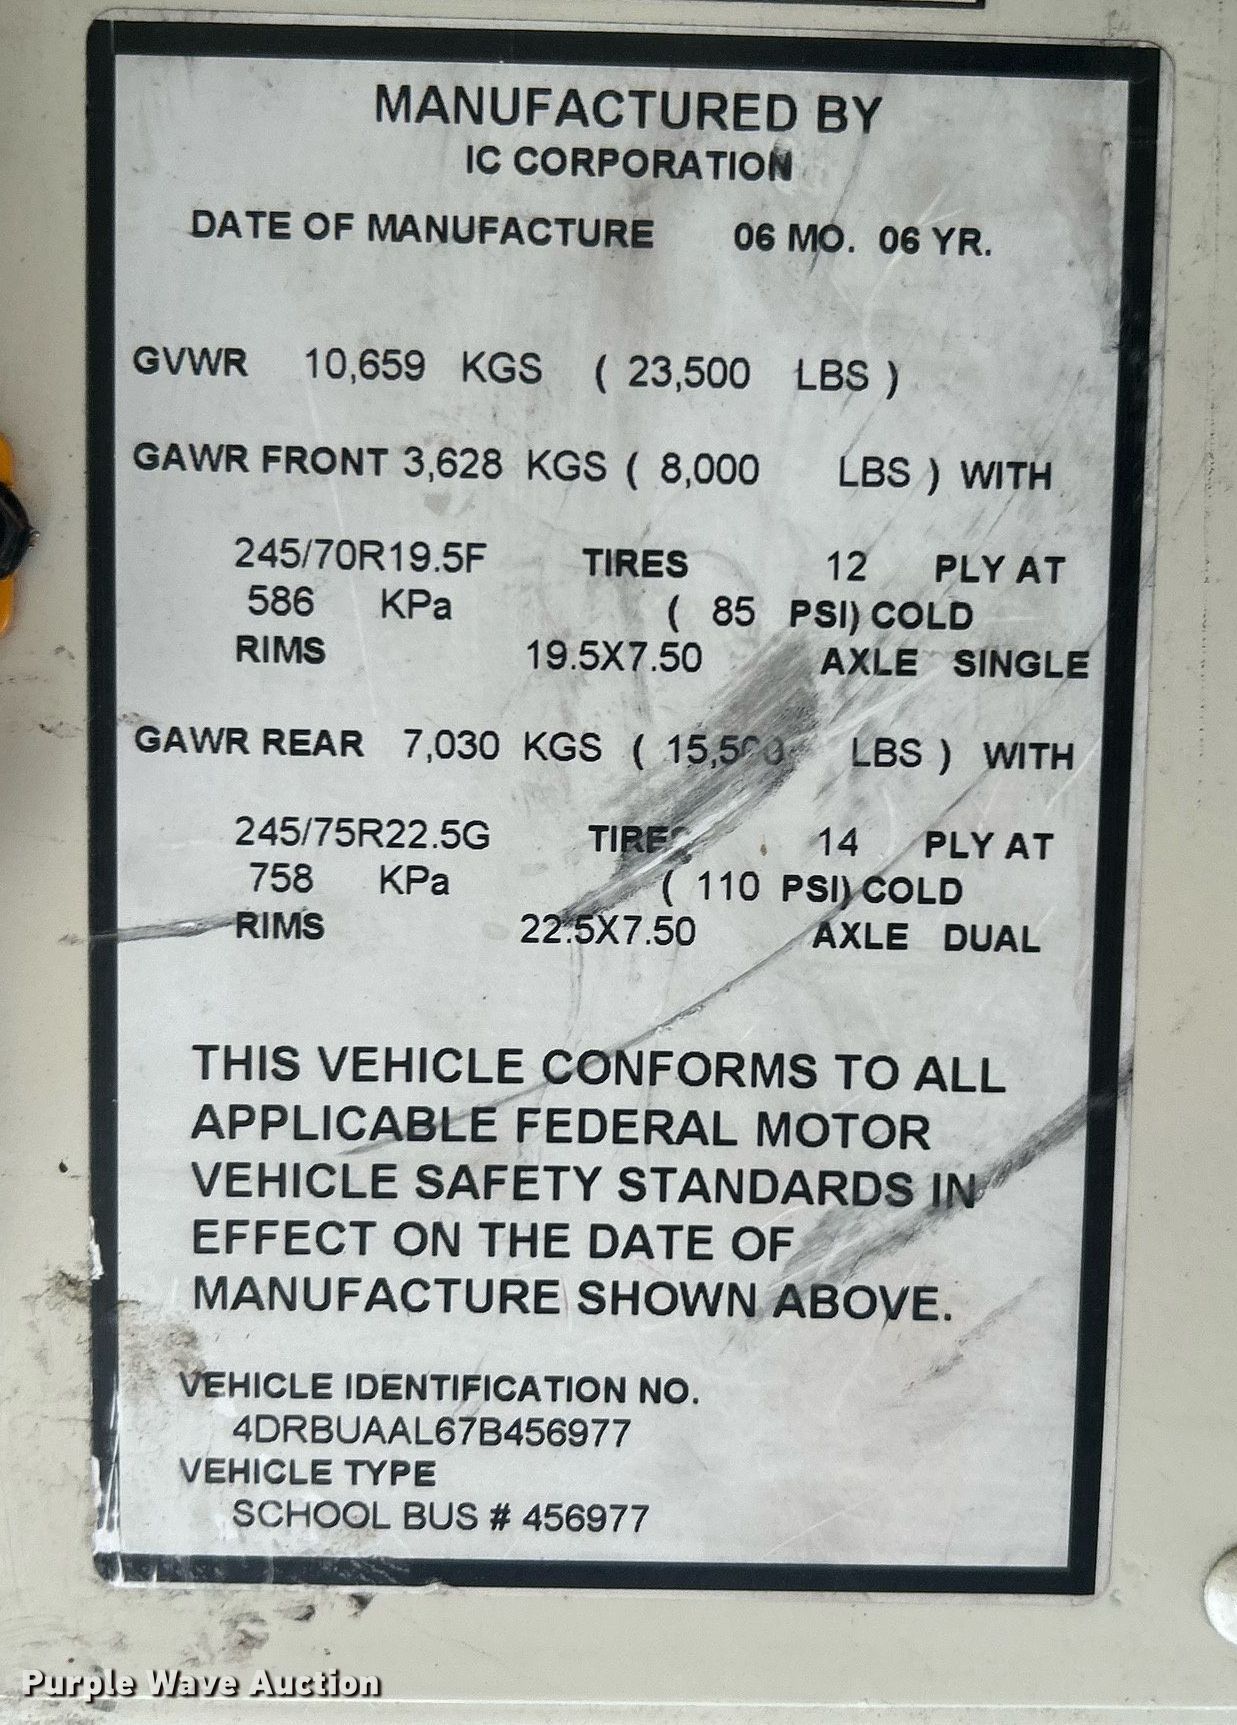 MANUFACTURED BY
IC CORPORATION
DATE OF MANUFACTURE 06 MO. 06 YR.
GVWR 10,659 KGS ( 23,500 LBS )
GAWR FRONT 3,628 KGS ( 8,000 LBS ) WITH
245/70R19.5F TIRES 12 PLY AT
586 KPa ( 85 PSI) COLD
RIMS 19.5X7.50 AXLE SINGLE
GAWR REAR 7,030 KGS ( 15,500 LBS ) WITH
245/75R22.5G TIRES 14 PLY AT
758 KPa ( 110 PSI) COLD
RIMS 22.5X7.50 AXLE DUAL
THIS VEHICLE CONFORMS TO ALL
APPLICABLE FEDERAL MOTOR
VEHICLE SAFETY STANDARDS IN
EFFECT ON THE DATE OF
MANUFACTURE SHOWN ABOVE.
VEHICLE IDENTIFICATION NO.
4DRBUAAL67B456977
VEHICLE TYPE
SCHOOL BUS # 456977
Purple Wave Auction